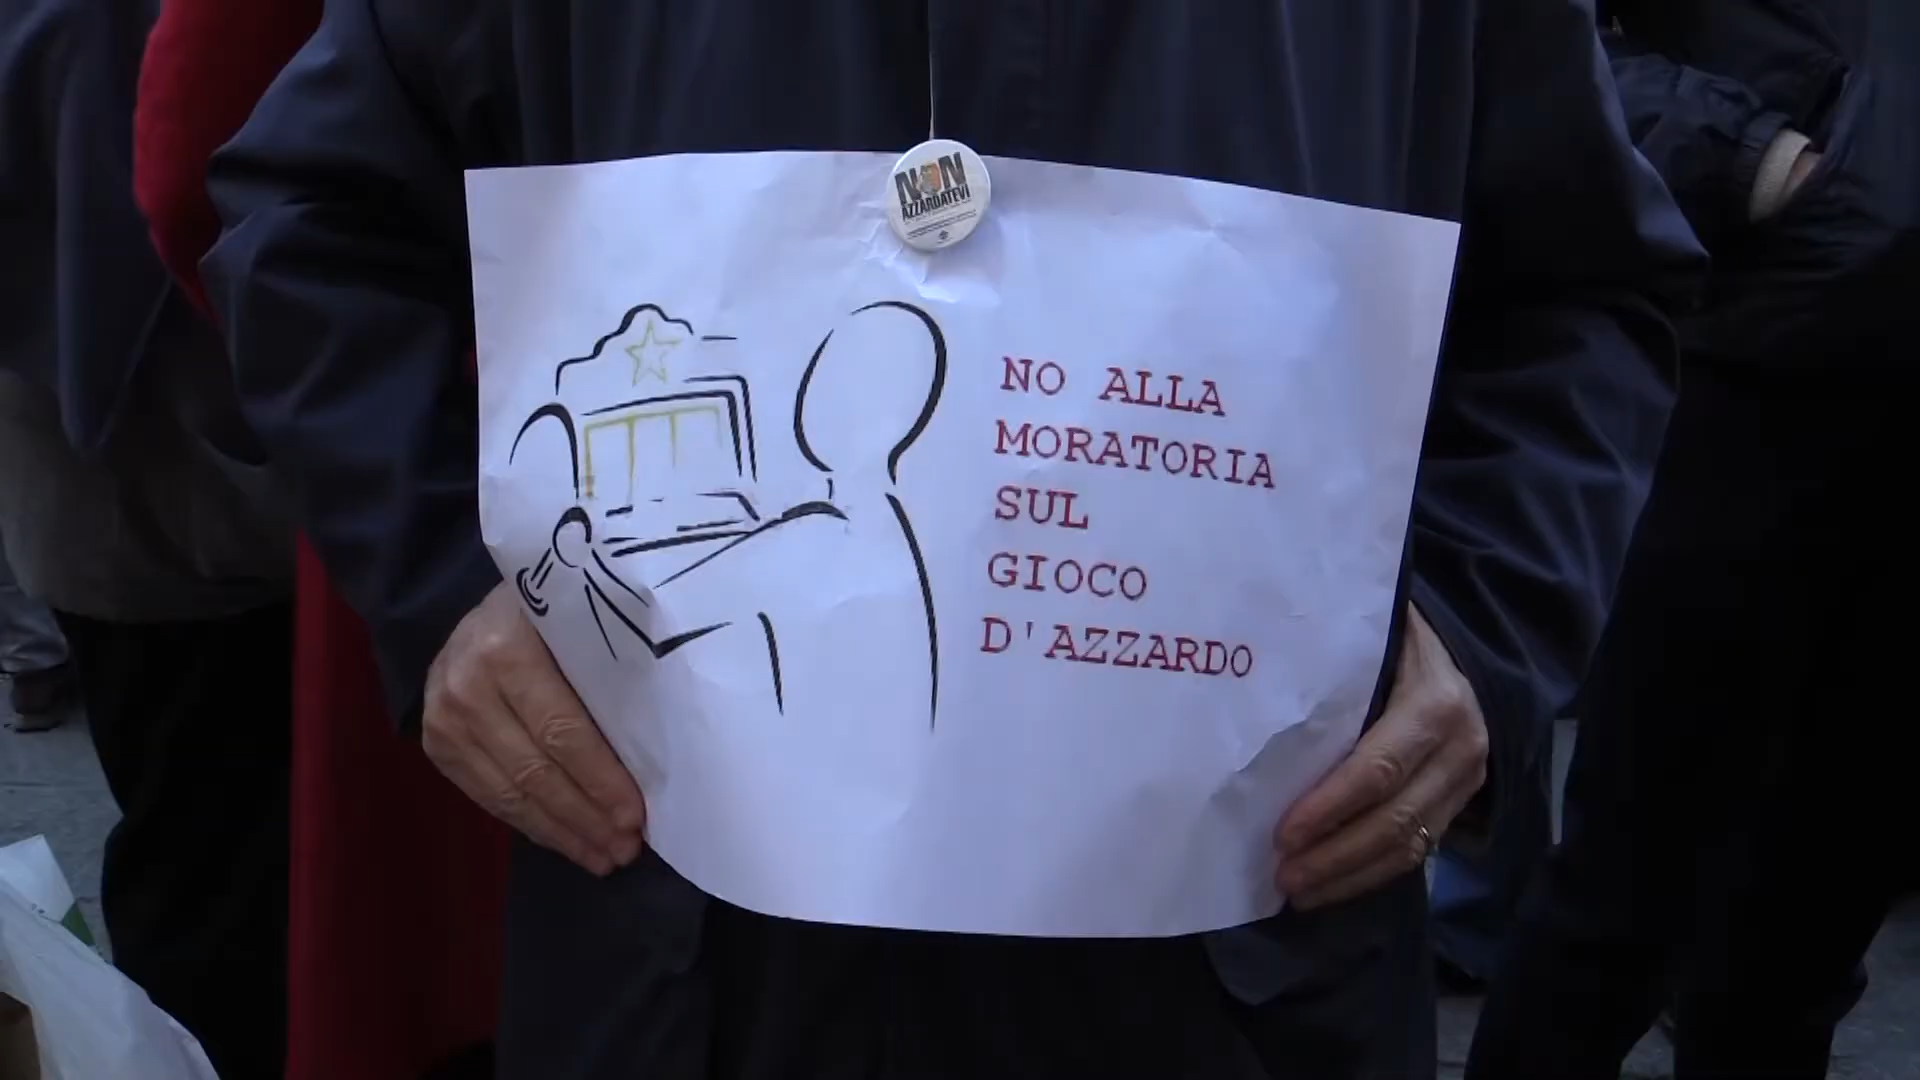 NON
AZZARDATEVI
NO ALLA
MORATORIA
SUL
GIOCO
D'AZZARDO